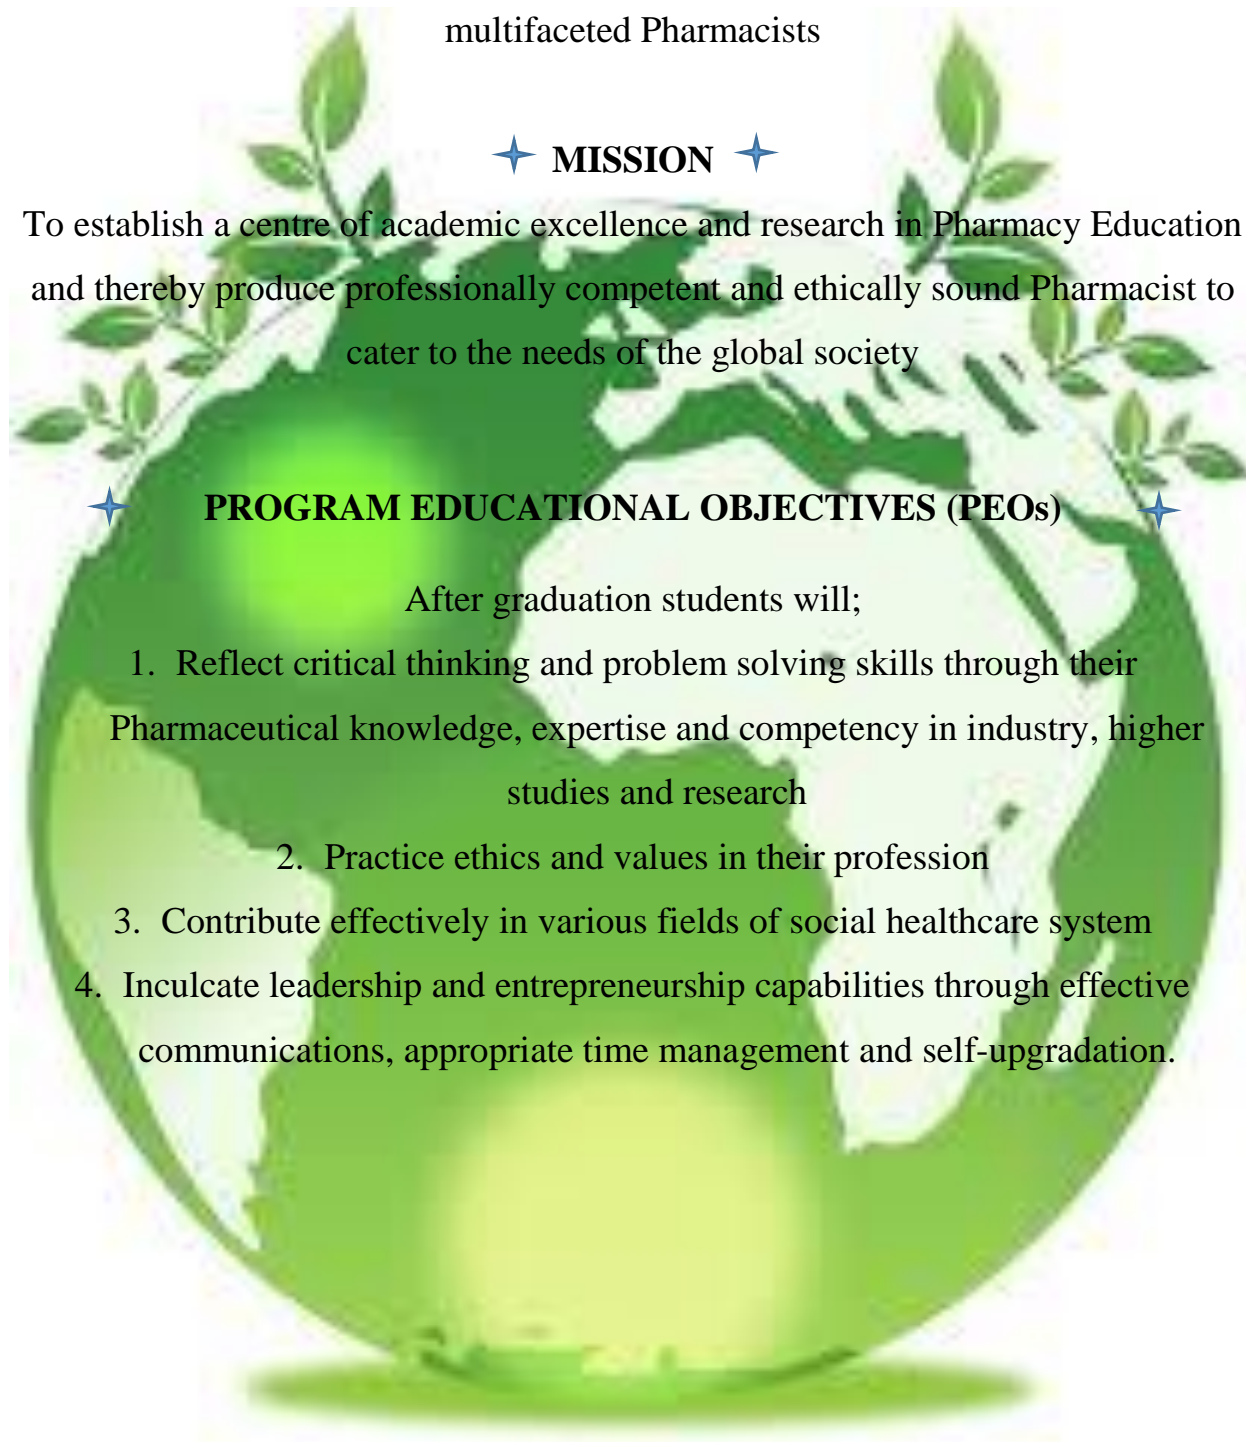 multifaceted Pharmacists
MISSION
To establish a centre of academic excellence and research in Pharmacy Education
and thereby produce professionally competent and ethically sound Pharmacist to
cater to the needs of the global society
PROGRAM EDUCATIONAL OBJECTIVES (PEOs)
After graduation students will;
1. Reflect critical thinking and problem solving skills through their
Pharmaceutical knowledge, expertise and competency in industry, higher
studies and research
2. Practice ethics and values in their profession
3. Contribute effectively in various fields of social healthcare system
4. Inculcate leadership and entrepreneurship capabilities through effective
communications, appropriate time management and self-upgradation.